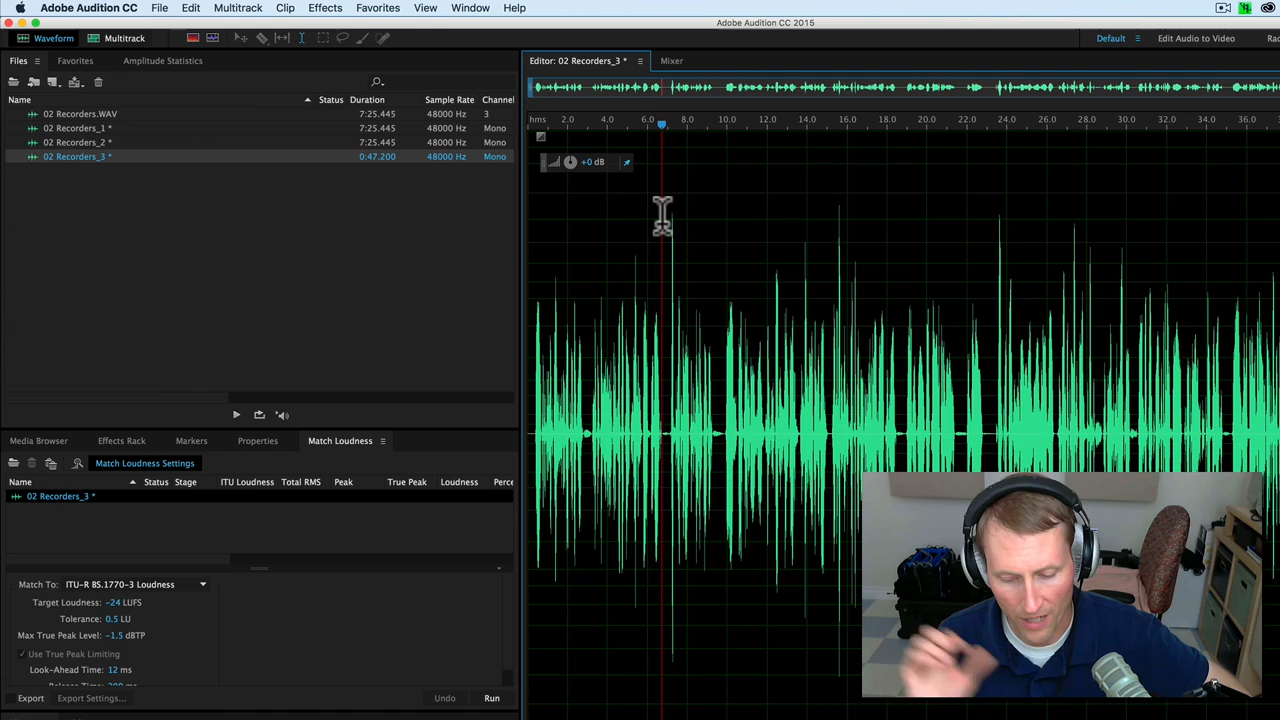 Adobe Audition CC File Edit Multitrack Clip Effects Favorites View Window Help
Adobe Audition CC 2015
Waveform Multitrack Default Edit Audio to Video
Files Favorites Amplitude Statistics Editor: 02 Recorders_3 * Mixer
Name Status Duration Sample Rate Channel
02 Recorders.WAV 7:25.445 48000 Hz 3
02 Recorders_1 * 7:25.445 48000 Hz Mono
02 Recorders_2 * 7:25.445 48000 Hz Mono
02 Recorders_3 * 0:47.200 48000 Hz Mono
hms 2.0 4.0 6.0 8.0 10.0 12.0 14.0 16.0 18.0 20.0 22.0 24.0 26.0 28.0 30.0 32.0 34.0 36.0
+0 dB
Media Browser Effects Rack Markers Properties Match Loudness
Match Loudness Settings
Name Status Stage ITU Loudness Total RMS Peak True Peak Loudness Perce
02 Recorders_3 *
Match To: ITU-R BS.1770-3 Loudness
Target Loudness: -24 LUFS
Tolerance: 0.5 LU
Max True Peak Level: -1.5 dBTP
Use True Peak Limiting
Look-Ahead Time: 12 ms
Export Export Settings... Undo Run